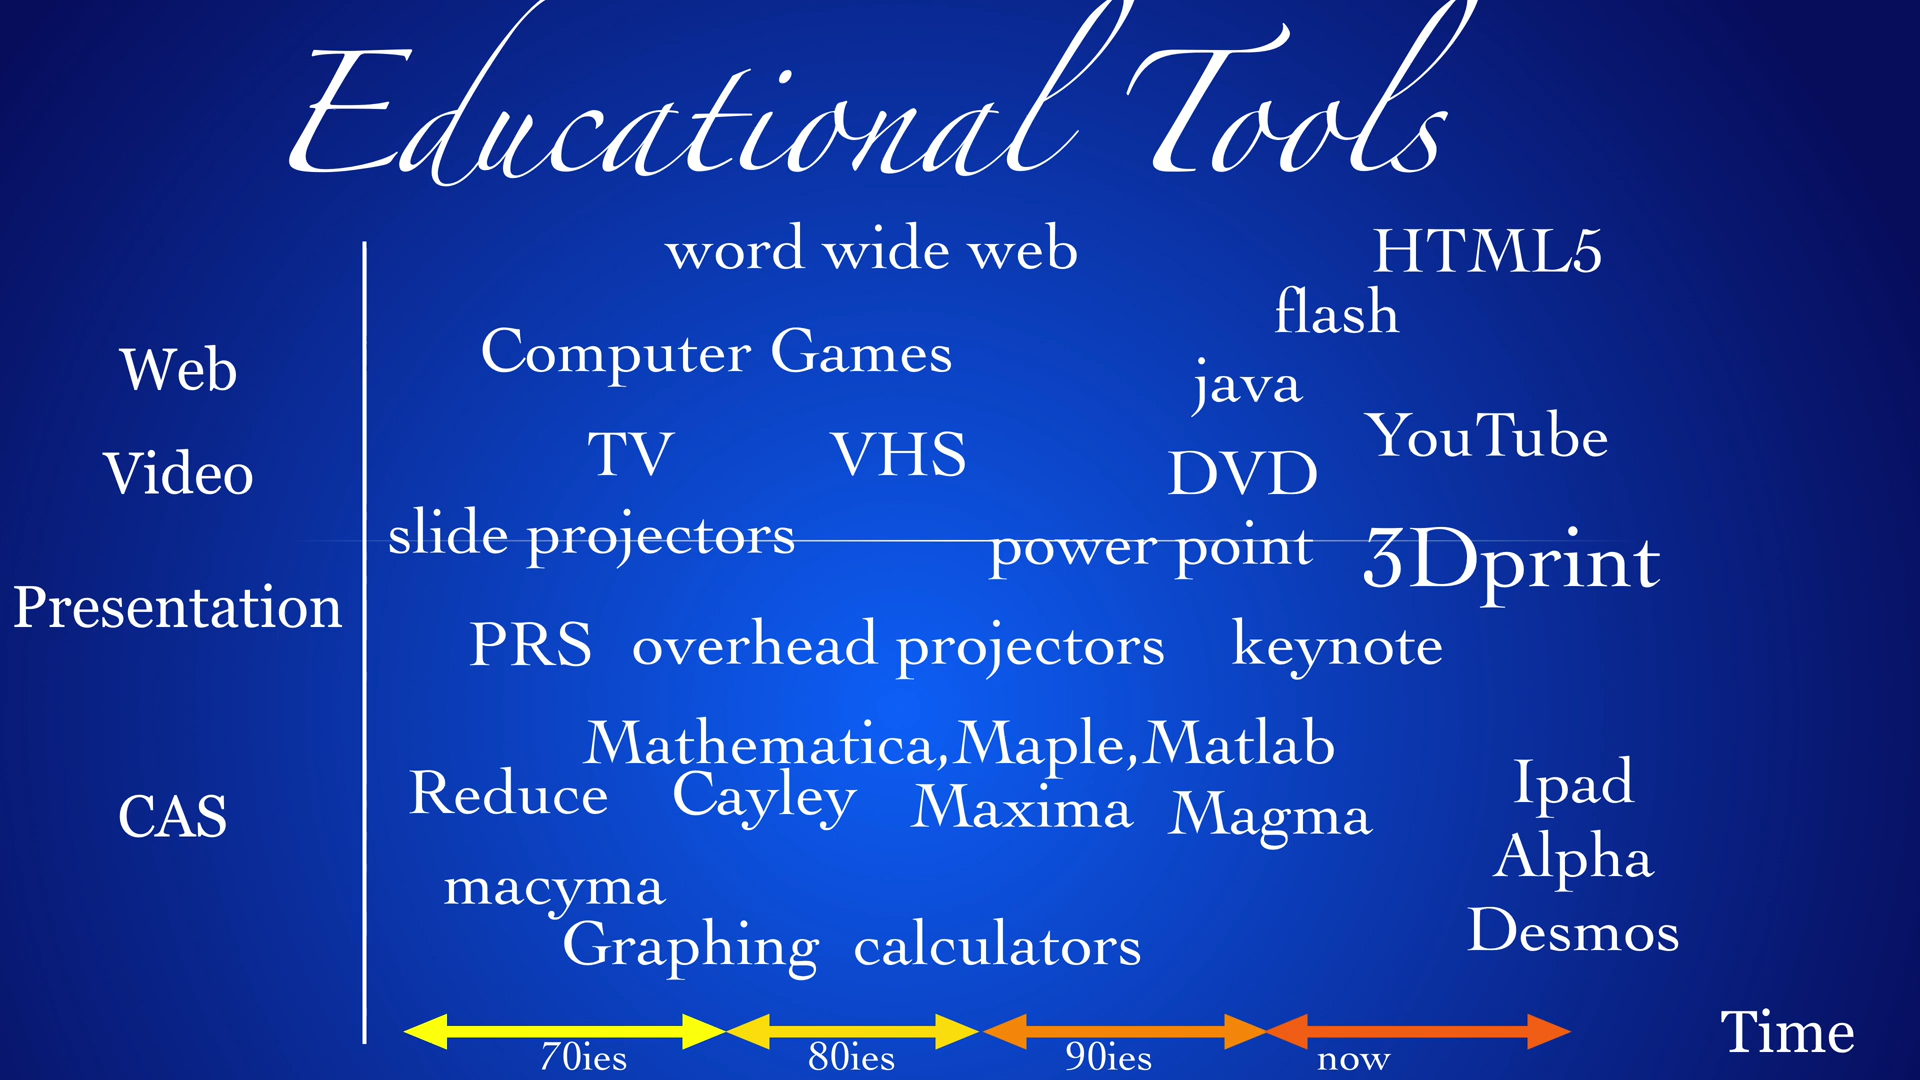 Educational Tools
word wide web
HTML5
flash
Computer Games
Web
java
YouTube
TV
VHS
DVD
Video
slide projectors
power point
3Dprint
Presentation
PRS
overhead projectors
keynote
Mathematica,Maple,Matlab
Reduce
Cayley
Maxima
Magma
Ipad
CAS
Alpha
macyma
Desmos
Graphing calculators
70ies
80ies
90ies
now
Time